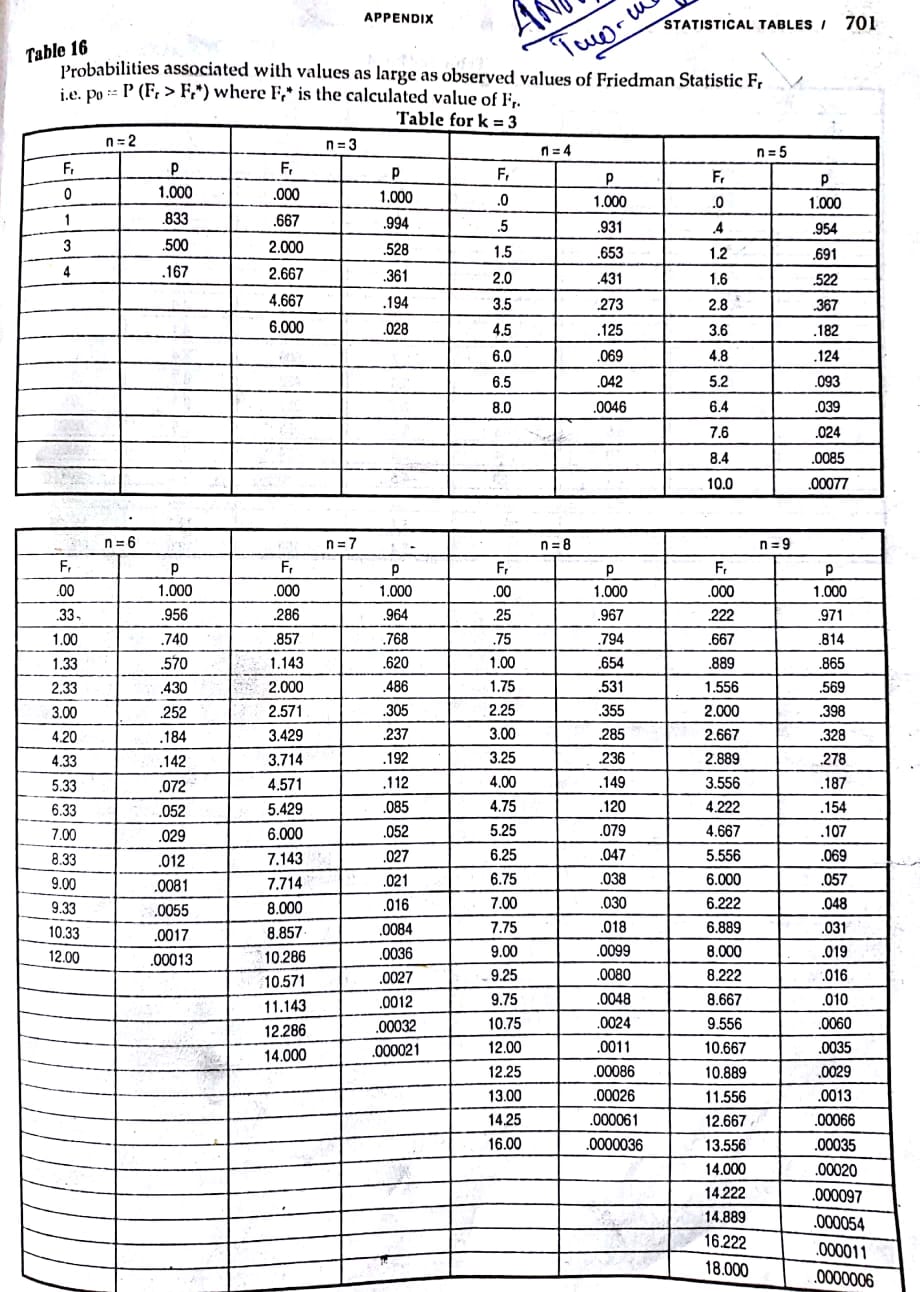 APPENDIX
STATISTICAL TABLES / 701
Table 16
Probabilities associated with values as large as observed values of Friedman Statistic Fr
i.e. p0 = P (Fr > Fr*) where Fr* is the calculated value of Fr.
Table for k = 3
n = 2 n = 3 n = 4 n = 5
Fr p Fr p Fr p Fr p
0 1.000 .000 1.000 .0 1.000 .0 1.000
1 .833 .667 .994 .5 .931 .4 .954
3 .500 2.000 .528 1.5 .653 1.2 .691
4 .167 2.667 .361 2.0 .431 1.6 .522
4.667 .194 3.5 .273 2.8 .367
6.000 .028 4.5 .125 3.6 .182
6.0 .069 4.8 .124
6.5 .042 5.2 .093
8.0 .0046 6.4 .039
7.6 .024
8.4 .0085
10.0 .00077
n = 6 n = 7 n = 8 n = 9
Fr p Fr p Fr p Fr p
.00 1.000 .000 1.000 .00 1.000 .000 1.000
.33 .956 .286 .964 .25 .967 .222 .971
1.00 .740 .857 .768 .75 .794 .667 .814
1.33 .570 1.143 .620 1.00 .654 .889 .865
2.33 .430 2.000 .486 1.75 .531 1.556 .569
3.00 .252 2.571 .305 2.25 .355 2.000 .398
4.20 .184 3.429 .237 3.00 .285 2.667 .328
4.33 .142 3.714 .192 3.25 .236 2.889 .278
5.33 .072 4.571 .112 4.00 .149 3.556 .187
6.33 .052 5.429 .085 4.75 .120 4.222 .154
7.00 .029 6.000 .052 5.25 .079 4.667 .107
8.33 .012 7.143 .027 6.25 .047 5.556 .069
9.00 .0081 7.714 .021 6.75 .038 6.000 .057
9.33 .0055 8.000 .016 7.00 .030 6.222 .048
10.33 .0017 8.857 .0084 7.75 .018 6.889 .031
12.00 .00013 10.286 .0036 9.00 .0099 8.000 .019
10.571 .0027 9.25 .0080 8.222 .016
11.143 .0012 9.75 .0048 8.667 .010
12.286 .00032 10.75 .0024 9.556 .0060
14.000 .000021 12.00 .0011 10.667 .0035
12.25 .00086 10.889 .0029
13.00 .00026 11.556 .0013
14.25 .000061 12.667 .00066
16.00 .0000036 13.556 .00035
14.000 .00020
14.222 .000097
14.889 .000054
16.222 .000011
18.000 .0000006